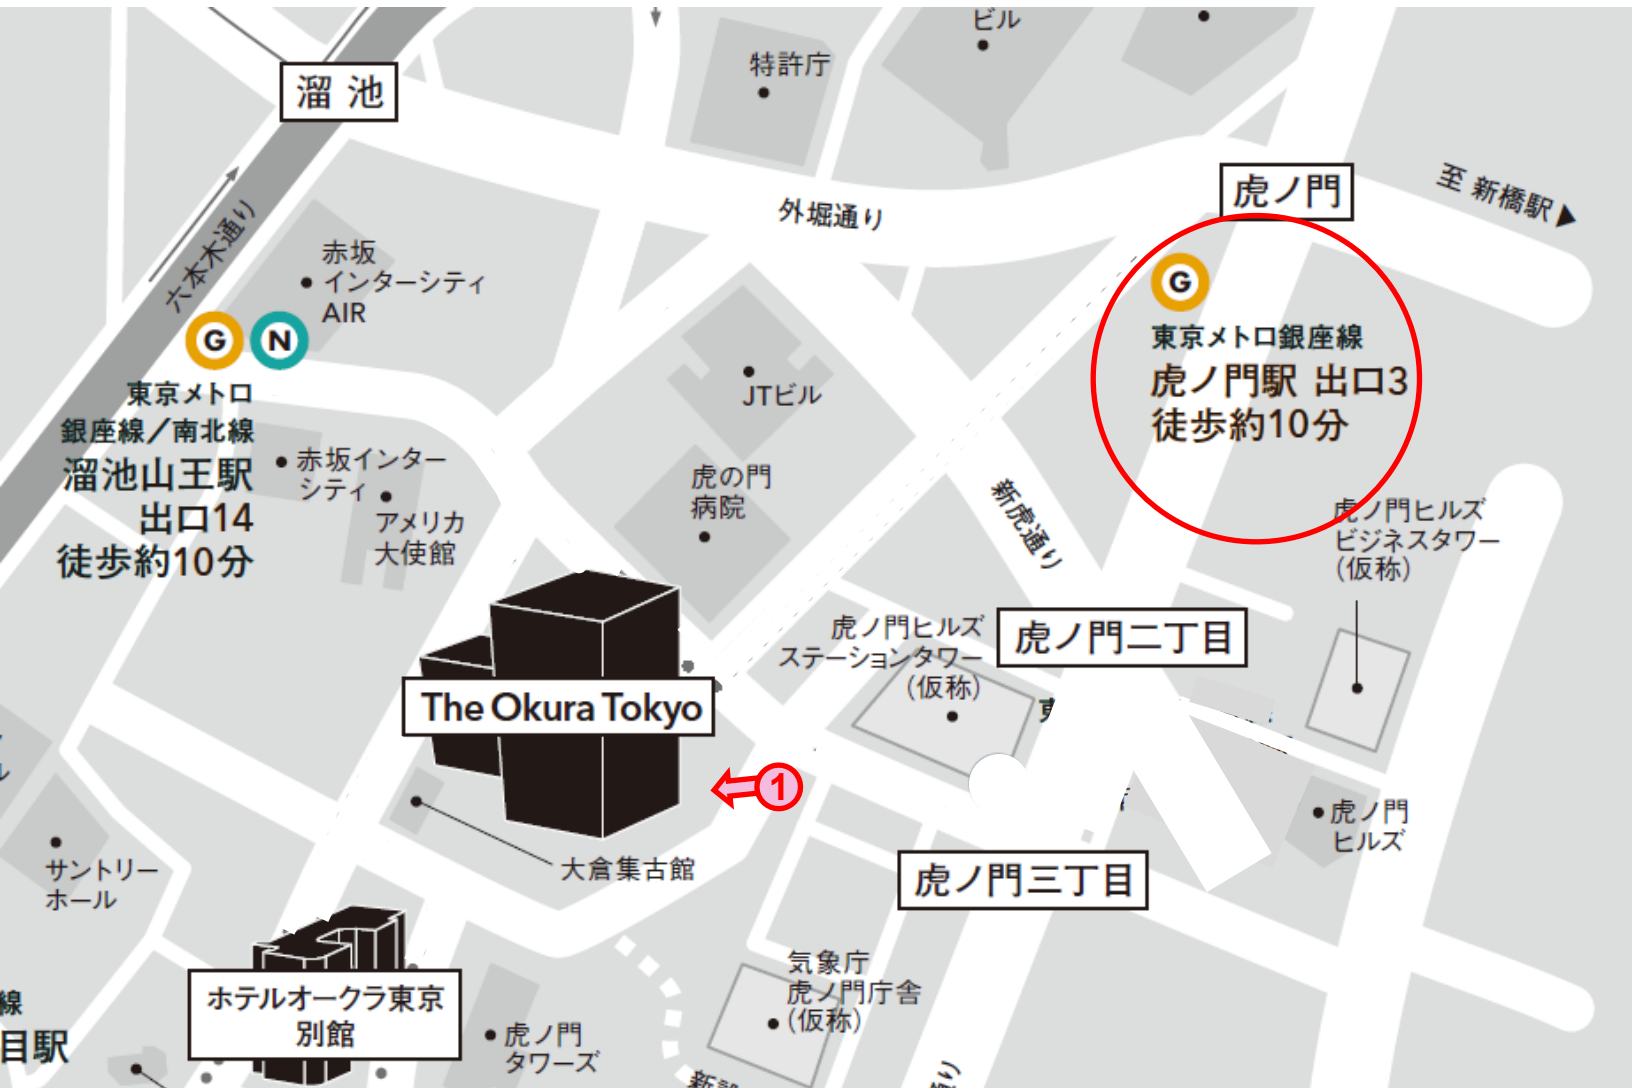 ビル
特許庁
溜 池
虎ノ門
至 新橋駅▶
外堀通り
六本木通り
赤坂
インターシティ
AIR
G
N
東京メトロ
銀座線／南北線
溜池山王駅
出口14
徒歩約10分
G
東京メトロ銀座線
虎ノ門駅 出口3
徒歩約10分
JTビル
赤坂インター
シティ
アメリカ
大使館
虎の門
病院
新虎通り
虎ノ門ヒルズ
ビジネスタワー
(仮称)
虎ノ門ヒルズ
ステーションタワー
(仮称)
虎ノ門二丁目
The Okura Tokyo
1
虎ノ門
ヒルズ
大倉集古館
虎ノ門三丁目
サントリー
ホール
ホテルオークラ東京
別館
気象庁
虎ノ門庁舎
(仮称)
虎ノ門
タワーズ
線
目駅
通り